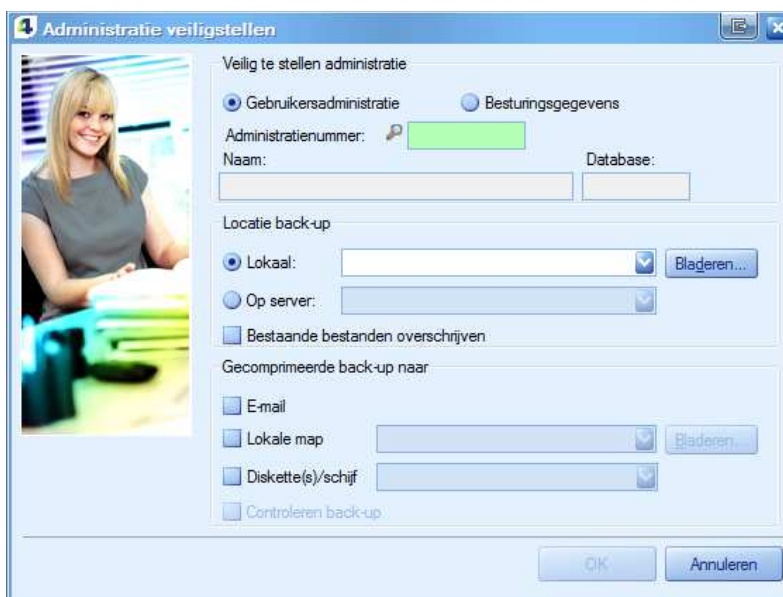 4 Administratie veiligstellen
Veilig te stellen administratie
Gebruikersadministratie Besturingsgegevens
Administratienummer:
Naam: Database:
Locatie back-up
Lokaal: Bladeren...
Op server:
Bestaande bestanden overschrijven
Gecomprimeerde back-up naar
E-mail
Lokale map Bladeren...
Diskette(s)/schijf
Controleren back-up
OK Annuleren